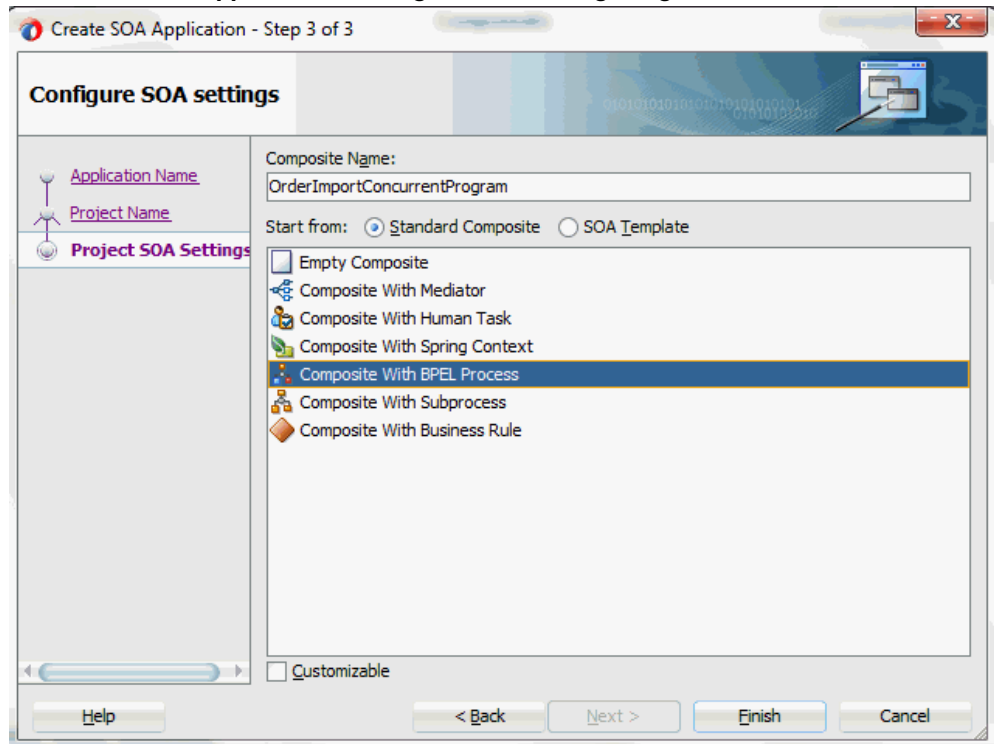 Create SOA Application - Step 3 of 3
Configure SOA settings
Application Name
Project Name
Project SOA Settings
Composite Name:
OrderImportConcurrentProgram
Start from: Standard Composite SOA Template
Empty Composite
Composite With Mediator
Composite With Human Task
Composite With Spring Context
Composite With BPEL Process
Composite With Subprocess
Composite With Business Rule
Customizable
Help < Back Next > Finish Cancel